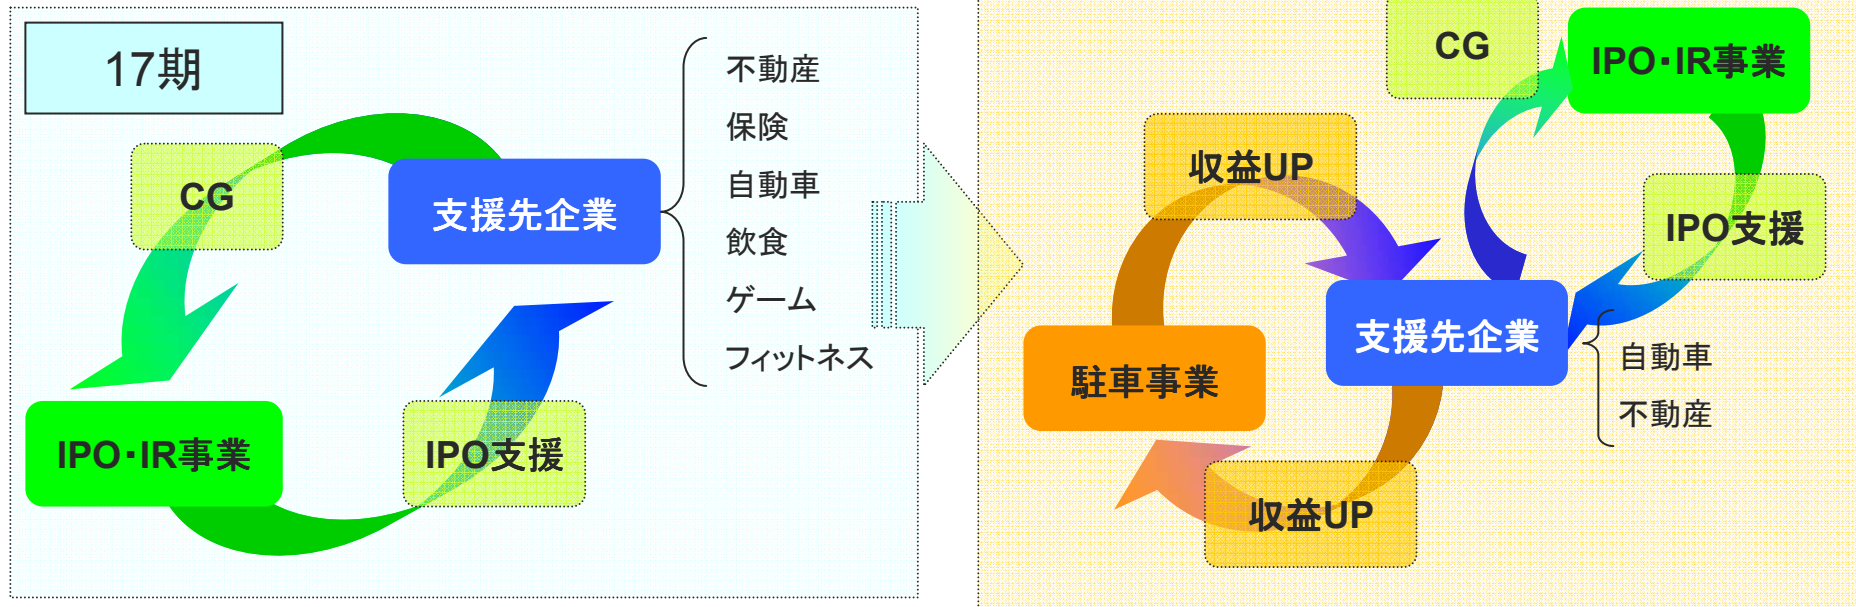 17期
CG
支援先企業
不動産
保険
自動車
飲食
ゲーム
フィットネス
IPO・IR事業
IPO支援
CG
IPO・IR事業
収益UP
IPO支援
支援先企業
自動車
不動産
駐車事業
収益UP